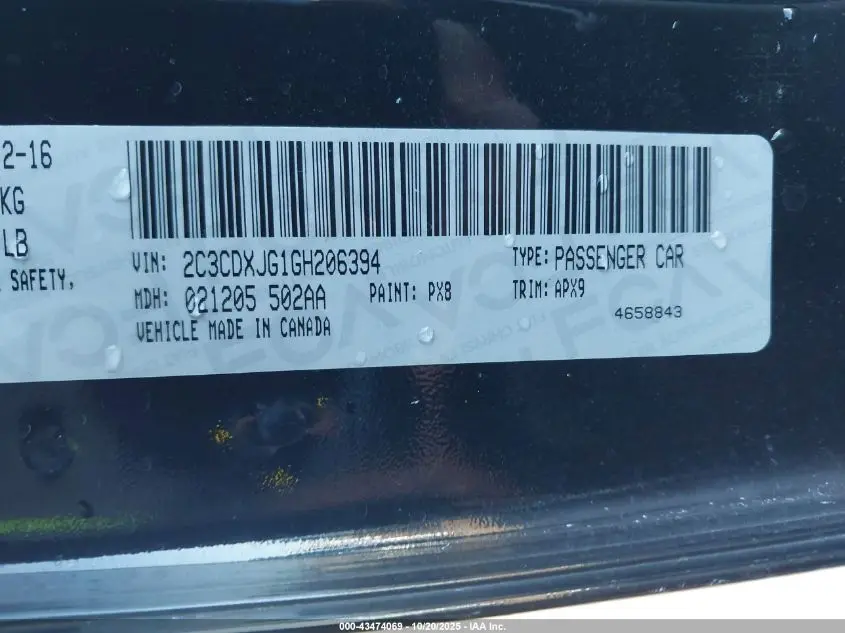 2-16
KG
LB
SAFETY,
VIN: 2C3CDXJG1GH206394
TYPE: PASSENGER CAR
MDH: 021205 502AA
PAINT: PX8
TRIM: APX9
VEHICLE MADE IN CANADA
4658843
000-43474069 - 10/20/2025 - IAA Inc.